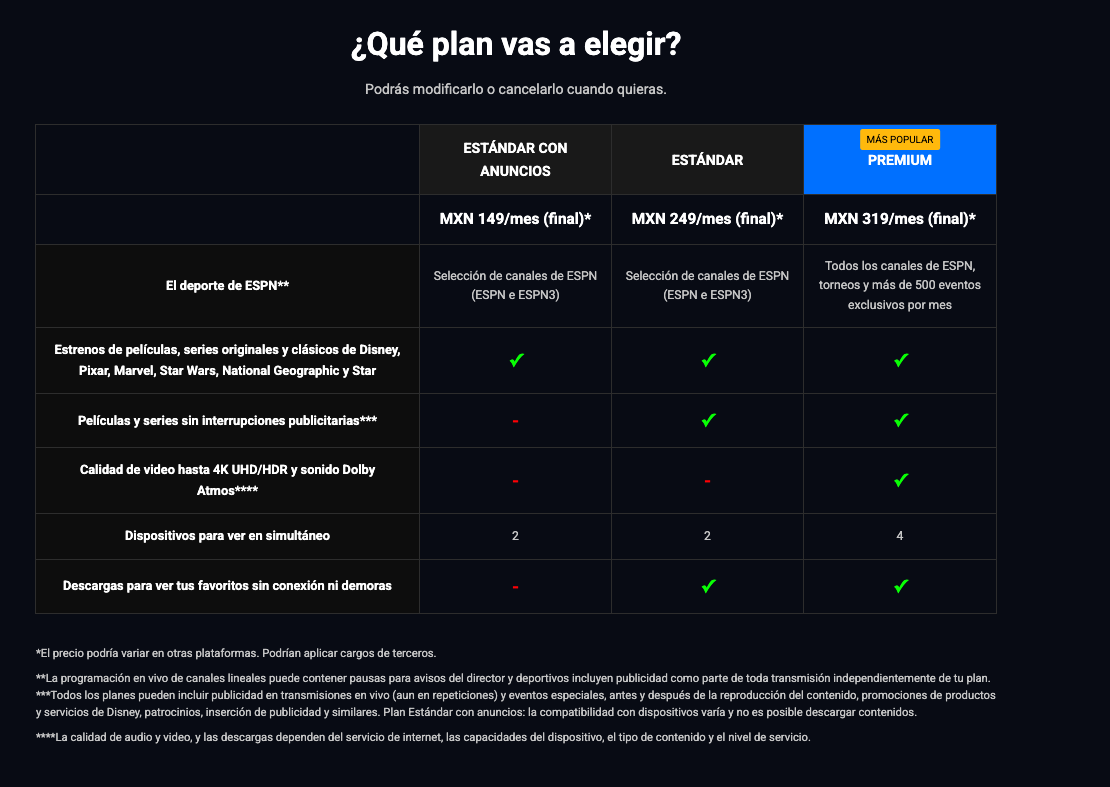 ¿Qué plan vas a elegir?
Podrás modificarlo o cancelarlo cuando quieras.
ESTÁNDAR CON
ANUNCIOS
ESTÁNDAR
MÁS POPULAR
PREMIUM
MXN 149/mes (final)*
MXN 249/mes (final)*
MXN 319/mes (final)*
El deporte de ESPN**
Selección de canales de ESPN
(ESPN e ESPN3)
Selección de canales de ESPN
(ESPN e ESPN3)
Todos los canales de ESPN,
torneos y más de 500 eventos
exclusivos por mes
Estrenos de películas, series originales y clásicos de Disney,
Pixar, Marvel, Star Wars, National Geographic y Star
✓
✓
✓
Películas y series sin interrupciones publicitarias***
-
✓
✓
Calidad de video hasta 4K UHD/HDR y sonido Dolby
Atmos****
-
-
✓
Dispositivos para ver en simultáneo
2
2
4
Descargas para ver tus favoritos sin conexión ni demoras
-
✓
✓
*El precio podría variar en otras plataformas. Podrían aplicar cargos de terceros.
**La programación en vivo de canales lineales puede contener pausas para avisos del director y deportivos incluyen publicidad como parte de toda transmisión independientemente de tu plan.
***Todos los planes pueden incluir publicidad en transmisiones en vivo (aun en repeticiones) y eventos especiales, antes y después de la reproducción del contenido, promociones de productos
y servicios de Disney, patrocinios, inserción de publicidad y similares. Plan Estándar con anuncios: la compatibilidad con dispositivos varía y no es posible descargar contenidos.
****La calidad de audio y video, y las descargas dependen del servicio de internet, las capacidades del dispositivo, el tipo de contenido y el nivel de servicio.